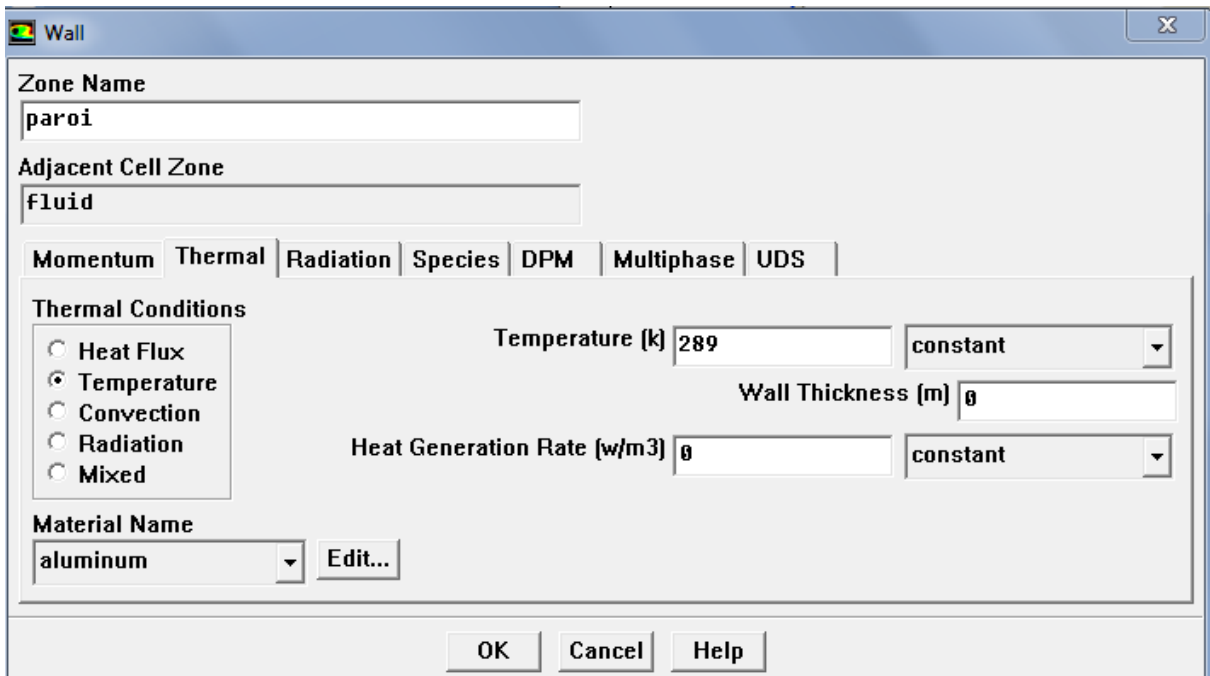 Wall
Zone Name
paroi
Adjacent Cell Zone
fluid
Momentum Thermal Radiation Species DPM Multiphase UDS
Thermal Conditions
Heat Flux
Temperature
Convection
Radiation
Mixed
Temperature (k) 289 constant
Wall Thickness (m) 0
Heat Generation Rate (w/m3) 0 constant
Material Name
aluminum Edit...
OK Cancel Help